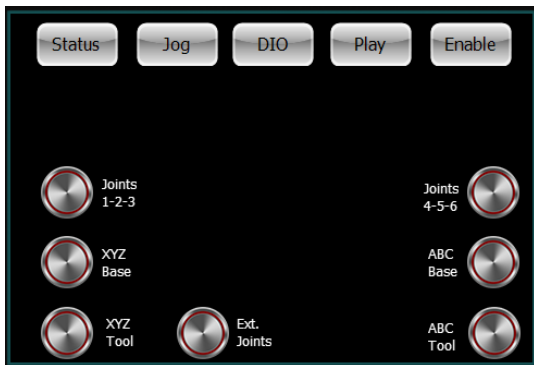 Status
Jog
DIO
Play
Enable
Joints
1-2-3
Joints
4-5-6
XYZ
Base
ABC
Base
XYZ
Tool
Ext.
Joints
ABC
Tool